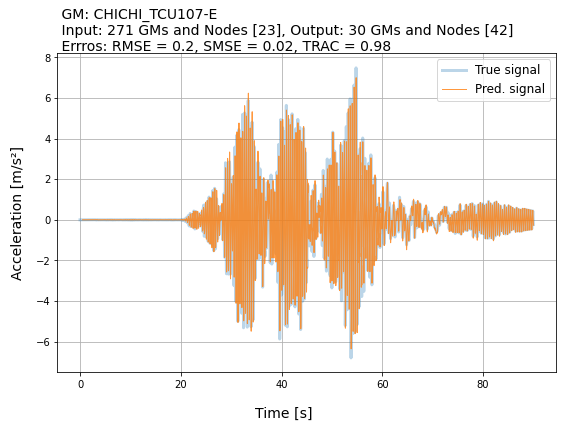 GM: CHICHI_TCU107-E
Input: 271 GMs and Nodes [23], Output: 30 GMs and Nodes [42]
Errros: RMSE = 0.2, SMSE = 0.02, TRAC = 0.98
True signal
Pred. signal
8
6
4
2
0
−2
−4
−6
Acceleration [m/s²]
0 20 40 60 80
Time [s]